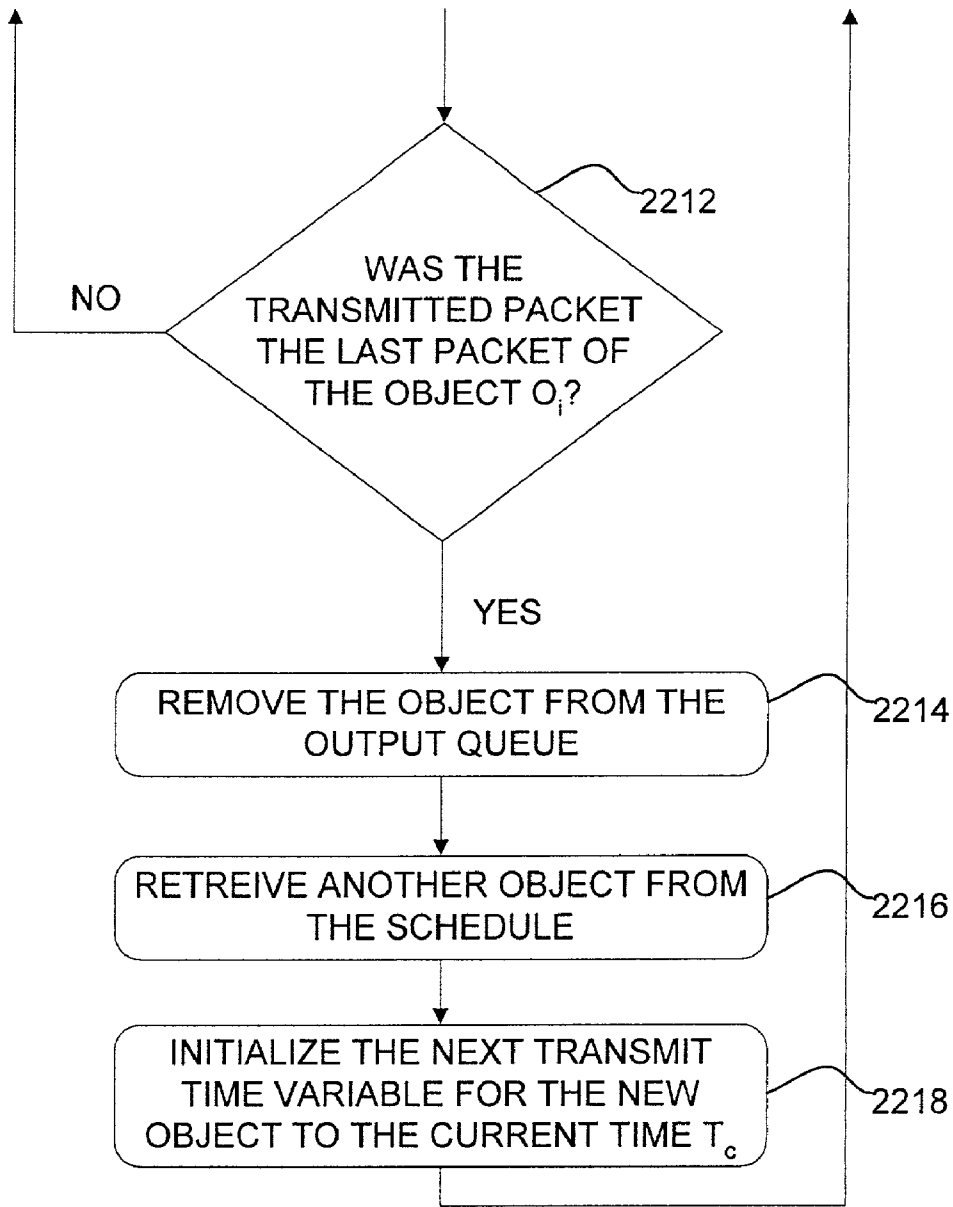 2212
WAS THE
TRANSMITTED PACKET
THE LAST PACKET OF
THE OBJECT Oi?
NO
YES
REMOVE THE OBJECT FROM THE
OUTPUT QUEUE
2214
RETREIVE ANOTHER OBJECT FROM
THE SCHEDULE
2216
INITIALIZE THE NEXT TRANSMIT
TIME VARIABLE FOR THE NEW
OBJECT TO THE CURRENT TIME Tc
2218